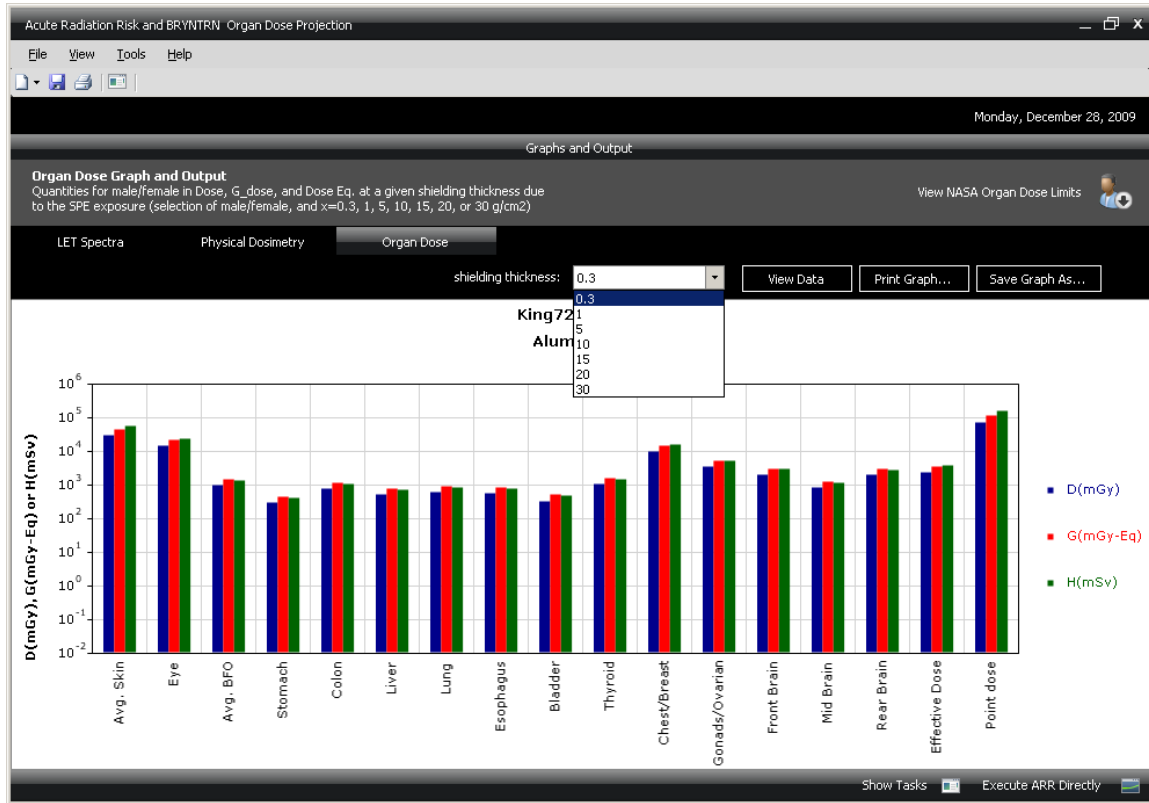 Acute Radiation Risk and BRYNTRN Organ Dose Projection
File View Tools Help
Monday, December 28, 2009
Graphs and Output
Organ Dose Graph and Output
Quantities for male/female in Dose, G_dose, and Dose Eq. at a given shielding thickness due
to the SPE exposure (selection of male/female, and x=0.3, 1, 5, 10, 15, 20, or 30 g/cm2)
View NASA Organ Dose Limits
LET Spectra Physical Dosimetry Organ Dose
shielding thickness: 0.3 View Data Print Graph... Save Graph As...
0.3
1
5
10
15
20
30
King72
Alum
D(mGy), G(mGy-Eq) or H(mSv)
10^6
10^5
10^4
10^3
10^2
10^1
10^0
10^-1
10^-2
Avg. Skin
Eye
Avg. BFO
Stomach
Colon
Liver
Lung
Esophagus
Bladder
Thyroid
Chest/Breast
Gonads/Ovarian
Front Brain
Mid Brain
Rear Brain
Effective Dose
Point dose
D(mGy)
G(mGy-Eq)
H(mSv)
Show Tasks Execute ARR Directly